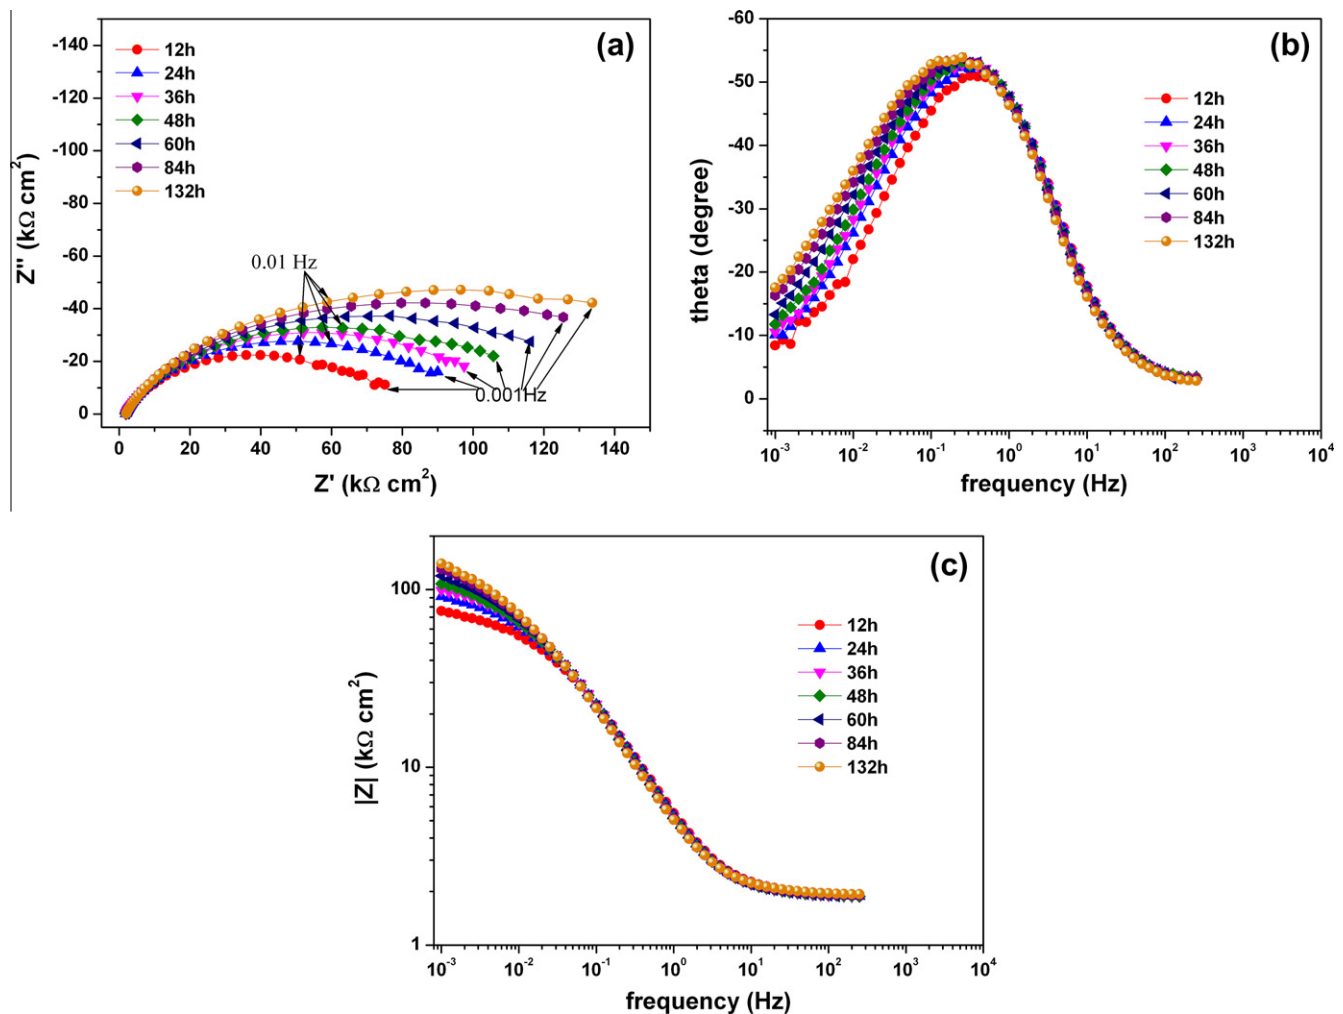 (a)
Z'' (kΩ cm²)
-140
-120
-100
-80
-60
-40
-20
0
12h
24h
36h
48h
60h
84h
132h
0.01 Hz
0.001Hz
0 20 40 60 80 100 120 140
Z' (kΩ cm²)
(b)
theta (degree)
-60
-50
-40
-30
-20
-10
0
12h
24h
36h
48h
60h
84h
132h
10⁻³ 10⁻² 10⁻¹ 10⁰ 10¹ 10² 10³ 10⁴
frequency (Hz)
(c)
|Z| (kΩ cm²)
100
10
1
12h
24h
36h
48h
60h
84h
132h
10⁻³ 10⁻² 10⁻¹ 10⁰ 10¹ 10² 10³ 10⁴
frequency (Hz)